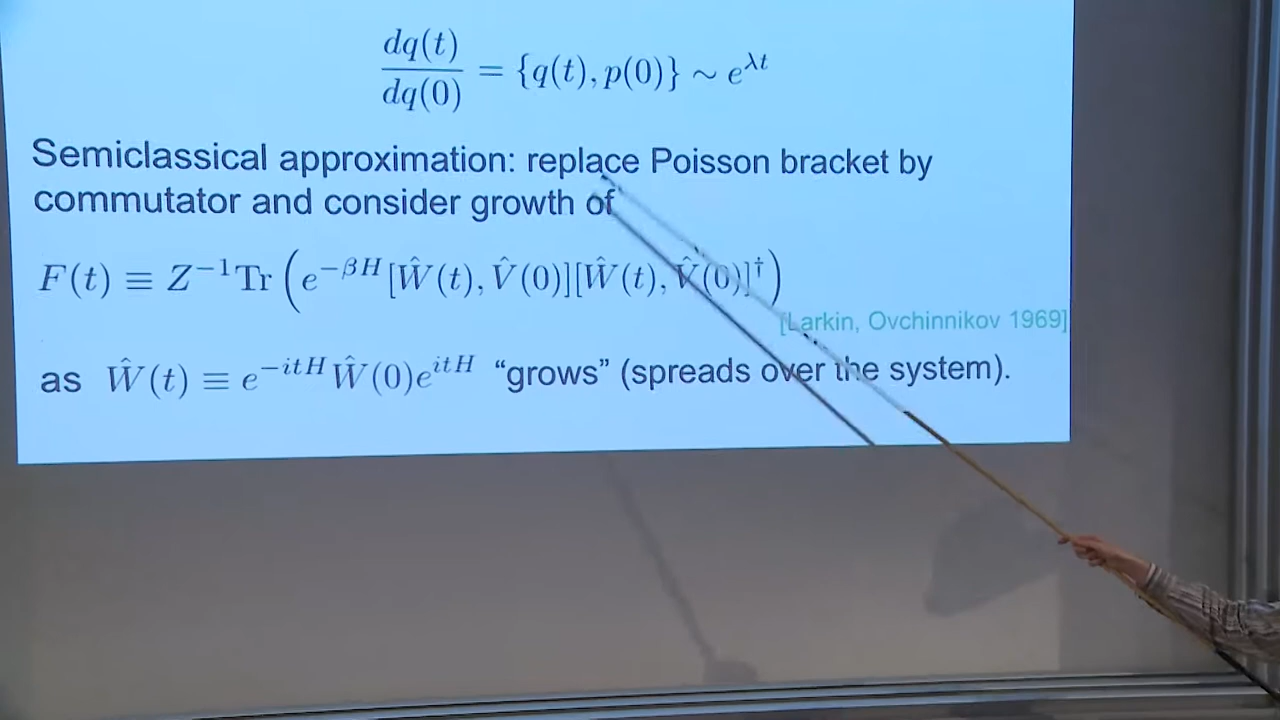 dq(t)/dq(0) = {q(t), p(0)} ∼ e^{λt}
Semiclassical approximation: replace Poisson bracket by
commutator and consider growth of
F(t) ≡ Z^{−1}Tr(e^{−βH}[Ŵ(t), V̂(0)][Ŵ(t), V̂(0)]^†)
[Larkin, Ovchinnikov 1969]
as Ŵ(t) ≡ e^{−itH}Ŵ(0)e^{itH} “grows” (spreads over the system).